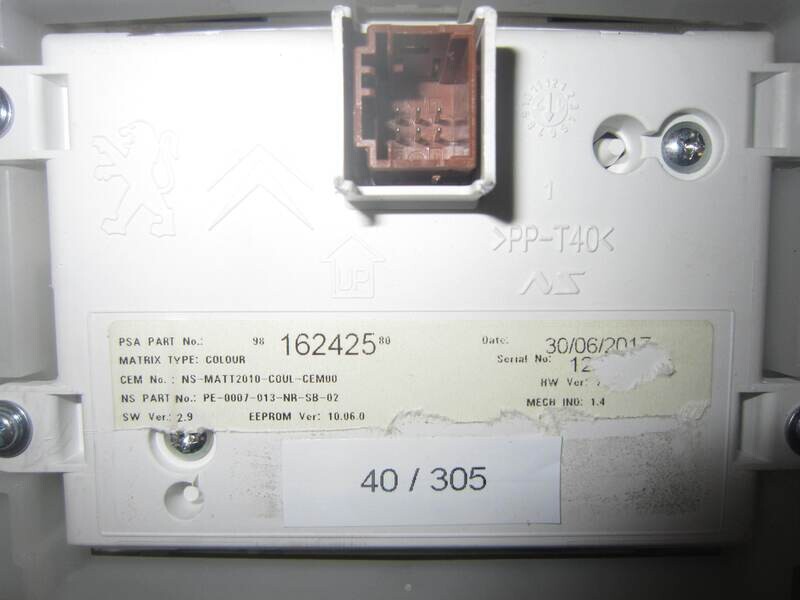 1
>PP-T40<
UP
NS
PSA PART No.: 98 162425 80 Date: 30/06/2017
MATRIX TYPE: COLOUR Serial No: 12
CEM No.: NS-MATT2010-COUL-CEM00 HW Ver:
NS PART No.: PE-0007-013-NR-SB-02 MECH IND: 1.4
SW Ver.: 2.9 EEPROM Ver: 10.06.0
40 / 305